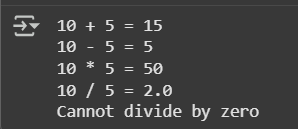 10 + 5 = 15
10 - 5 = 5
10 * 5 = 50
10 / 5 = 2.0
Cannot divide by zero